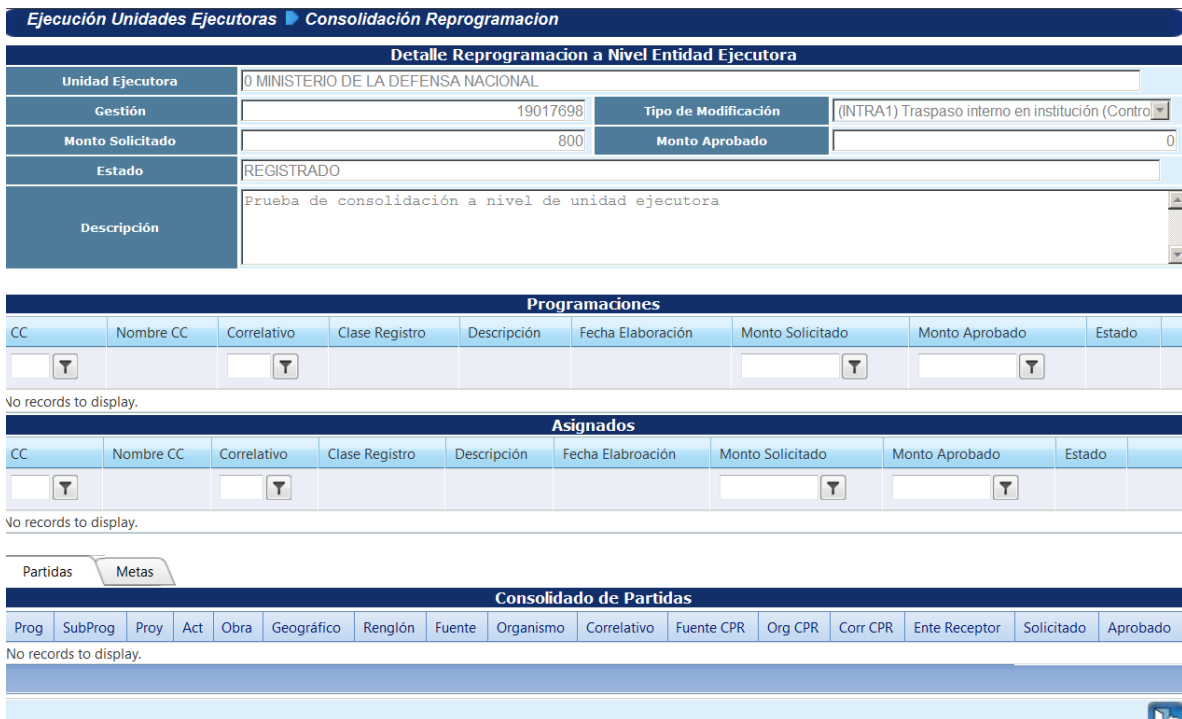 Ejecución Unidades Ejecutoras Consolidación Reprogramacion
Detalle Reprogramacion a Nivel Entidad Ejecutora
Unidad Ejecutora 0 MINISTERIO DE LA DEFENSA NACIONAL
Gestión 19017698 Tipo de Modificación (INTRA1) Traspaso interno en institución (Contro
Monto Solicitado 800 Monto Aprobado 0
Estado REGISTRADO
Descripción Prueba de consolidación a nivel de unidad ejecutora
Programaciones
CC Nombre CC Correlativo Clase Registro Descripción Fecha Elaboración Monto Solicitado Monto Aprobado Estado
No records to display.
Asignados
CC Nombre CC Correlativo Clase Registro Descripción Fecha Elabroación Monto Solicitado Monto Aprobado Estado
No records to display.
Partidas Metas
Consolidado de Partidas
Prog SubProg Proy Act Obra Geográfico Renglón Fuente Organismo Correlativo Fuente CPR Org CPR Corr CPR Ente Receptor Solicitado Aprobado
No records to display.